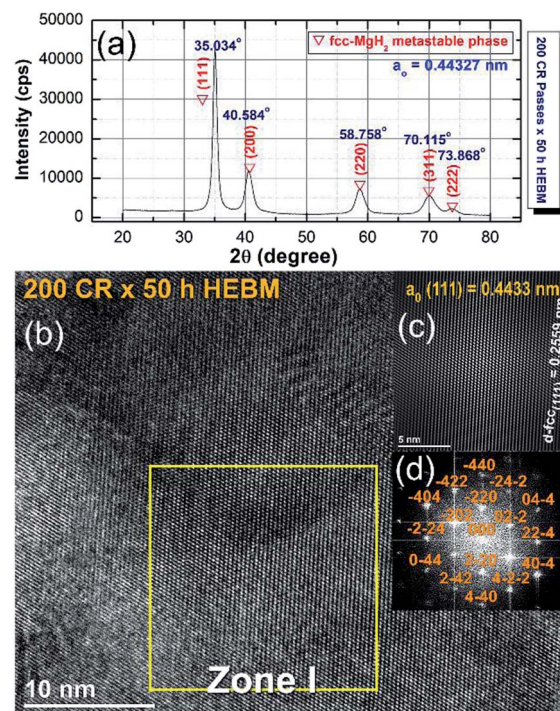 (a)
50000
40000
30000
20000
10000
0
Intensity (cps)
35.034°
(111)
40.584°
(200)
58.758°
(220)
70.115°
(311)
73.868°
(222)
fcc-MgH₂ metastable phase
aₒ = 0.44327 nm
10 20 30 40 50 60 70 80 90
2θ (degree)
200 CR Passes x 50 h HEBM
200 CR x 50 h HEBM
(b)
Zone I
10 nm
a₀ (111) = 0.4433 nm
(c)
5 nm
d-fcc(111) = 0.2559 nm
(d)
-440
-422 -24-2
-404 -220 04-4
-202 02-2
-2-24 000 22-4
0-44 2-20 40-4
2-42 4-2-2
4-40